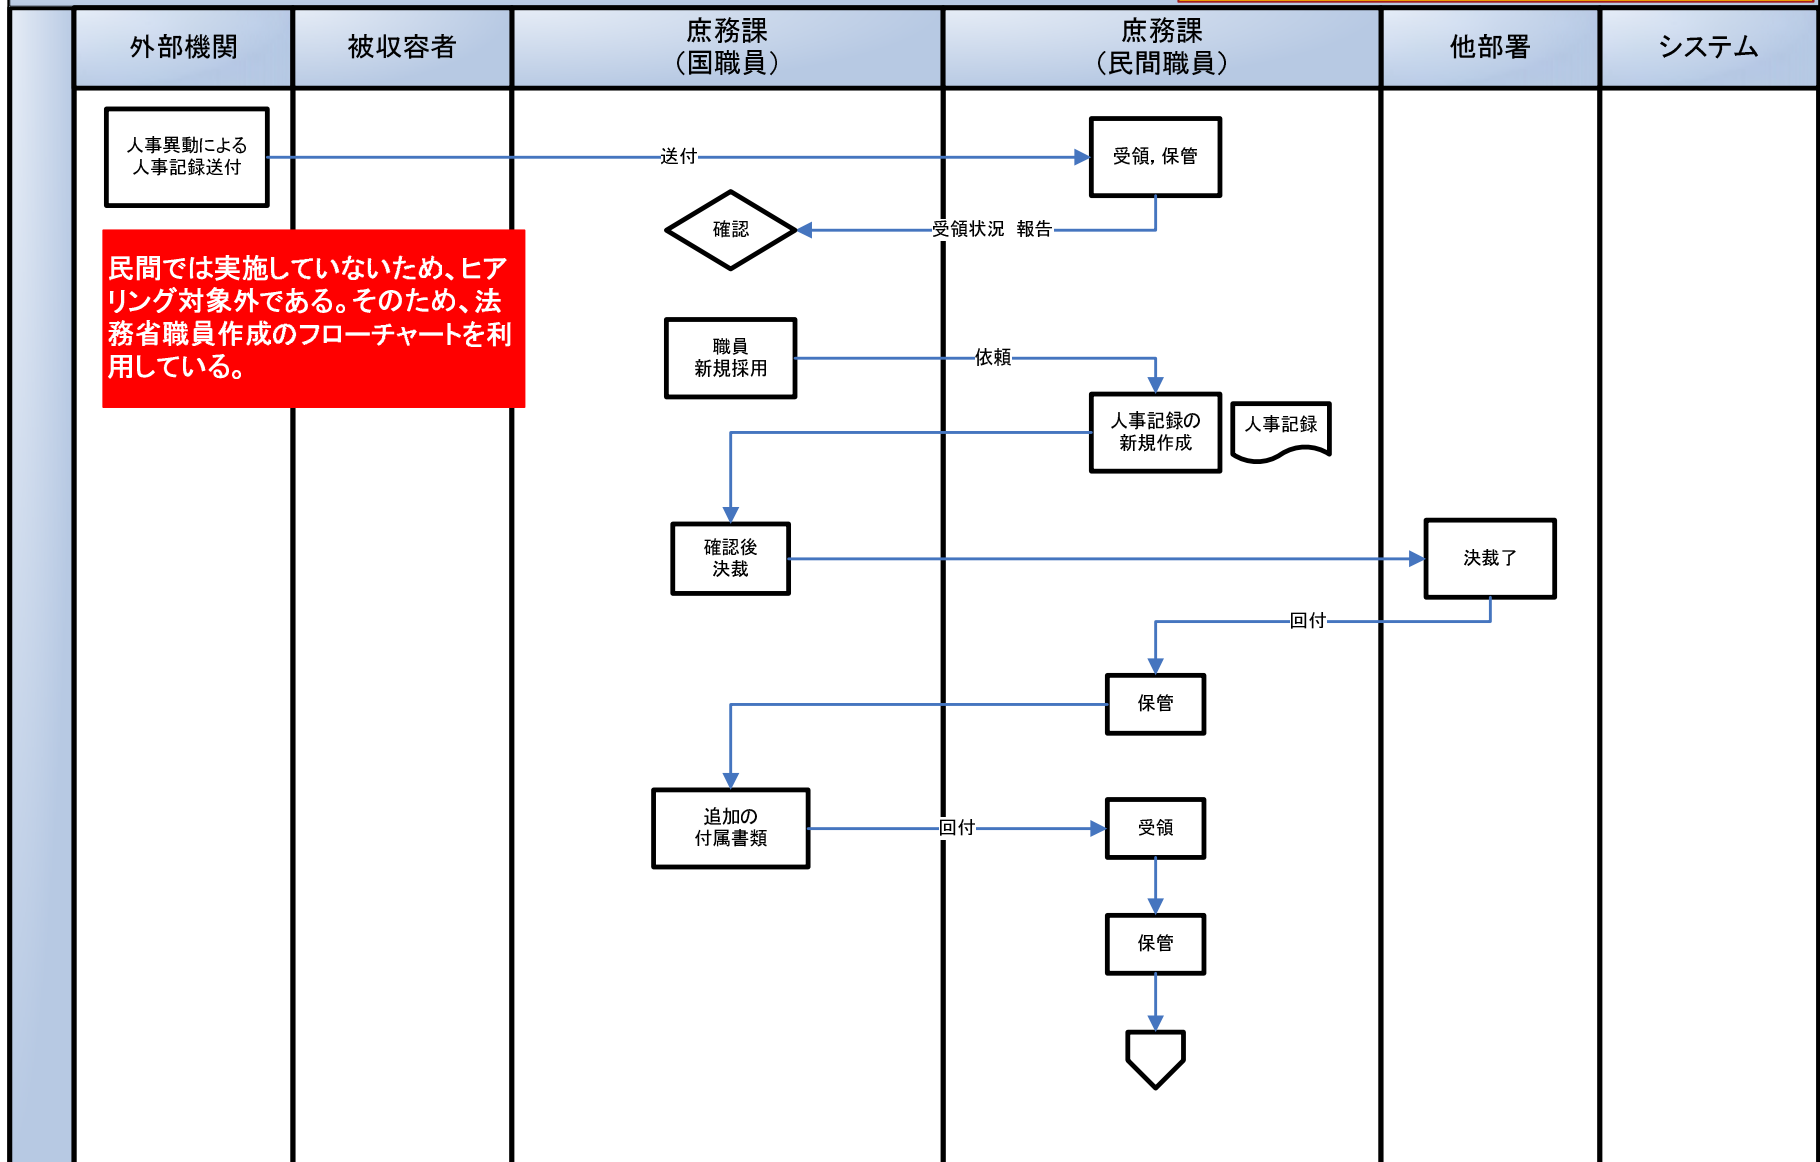 外部機関
被収容者
庶務課
（国職員）
庶務課
（民間職員）
他部署
システム
人事異動による
人事記録送付
送付
受領，保管
確認
受領状況　報告
民間では実施していないため、ヒア
リング対象外である。そのため、法
務省職員作成のフローチャートを利
用している。
職員
新規採用
依頼
人事記録の
新規作成
人事記録
確認後
決裁
決裁了
回付
保管
追加の
付属書類
回付
受領
保管